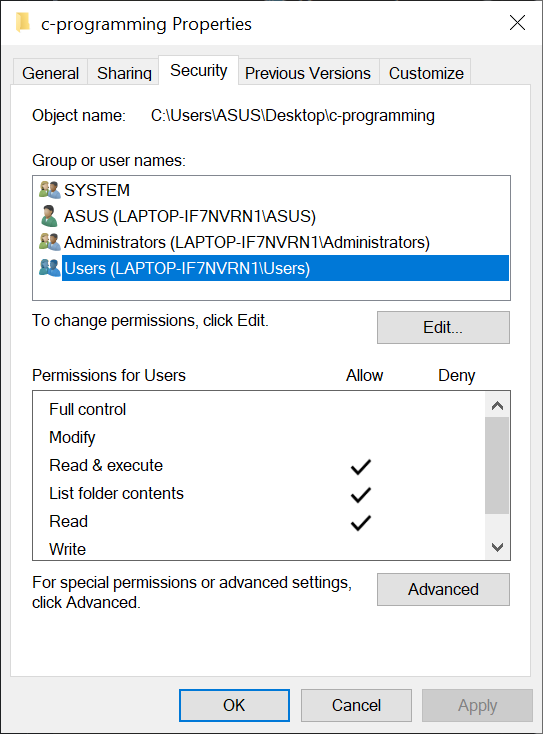 c-programming Properties
General Sharing Security Previous Versions Customize
Object name: C:\Users\ASUS\Desktop\c-programming
Group or user names:
SYSTEM
ASUS (LAPTOP-IF7NVRN1\ASUS)
Administrators (LAPTOP-IF7NVRN1\Administrators)
Users (LAPTOP-IF7NVRN1\Users)
To change permissions, click Edit.
Edit...
Permissions for Users Allow Deny
Full control
Modify
Read & execute
List folder contents
Read
Write
For special permissions or advanced settings,
click Advanced.
Advanced
OK Cancel Apply